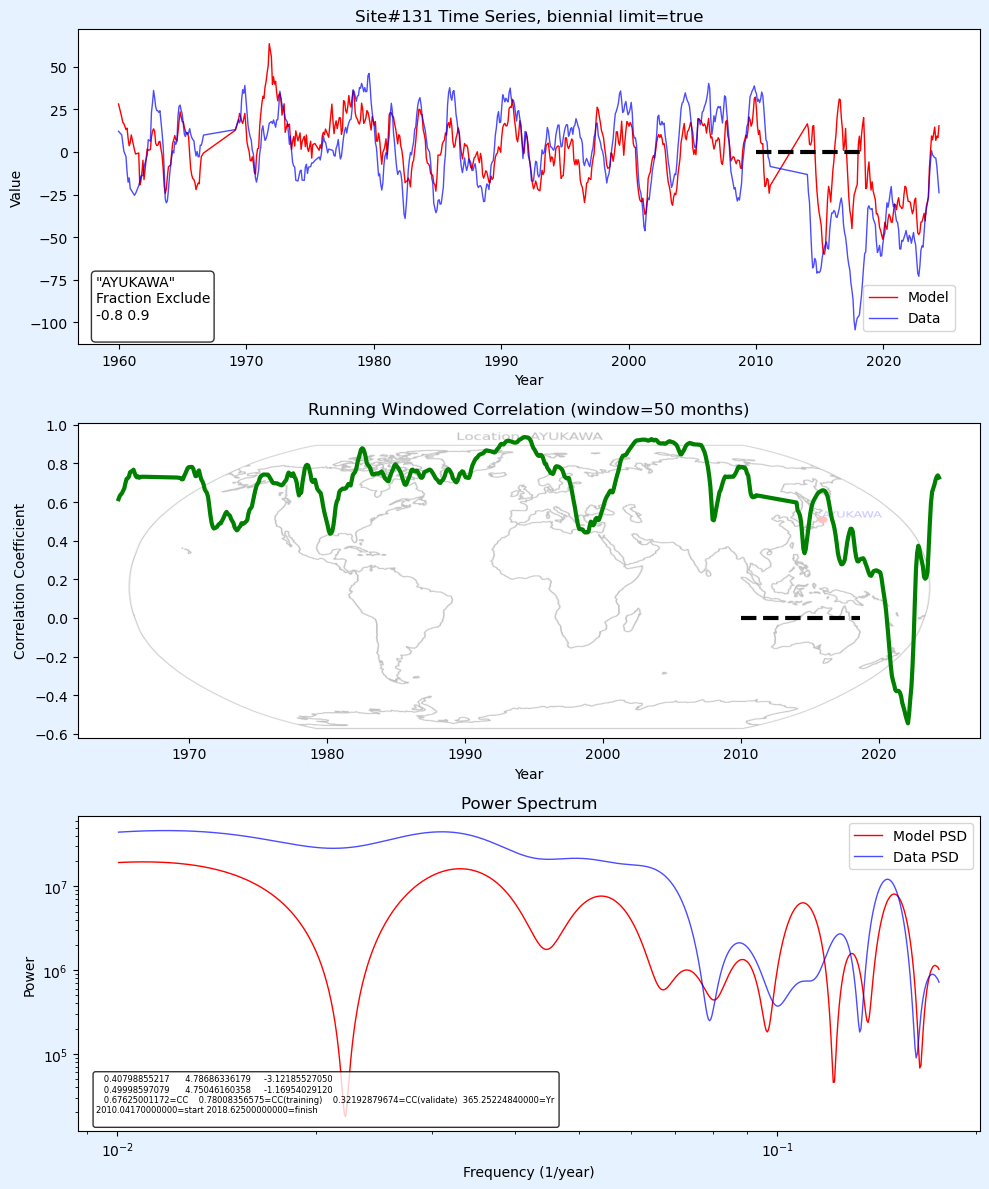 Site#131 Time Series, biennial limit=true
50
25
0
−25
−50
−75
−100
Value
"AYUKAWA"
Fraction Exclude
-0.8 0.9
Model
Data
1960
1970
1980
1990
2000
2010
2020
Year
Running Windowed Correlation (window=50 months)
1.0
0.8
0.6
0.4
0.2
0.0
−0.2
−0.4
−0.6
Correlation Coefficient
Location: AYUKAWA
AYUKAWA
1970
1980
1990
2000
2010
2020
Year
Power Spectrum
Model PSD
Data PSD
10⁷
10⁶
10⁵
Power
0.40798855217 4.78686336179 -3.12185527050
0.49998597079 4.75046160358 -1.16954029120
0.67625001172=CC 0.78008356575=CC(training) 0.32192879674=CC(validate) 365.25224840000=Yr
2010.04170000000=start 2018.62500000000=finish
10⁻²
10⁻¹
Frequency (1/year)